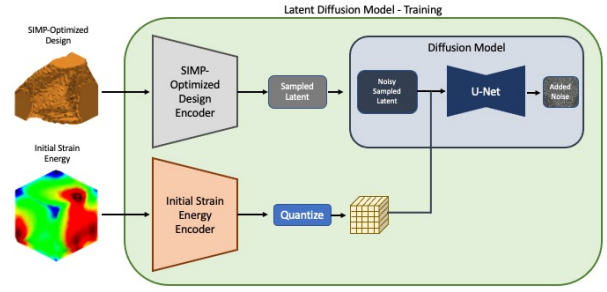 Latent Diffusion Model - Training
SIMP-Optimized
Design
SIMP-
Optimized
Design
Encoder
Sampled
Latent
Diffusion Model
Noisy
Sampled
Latent
U-Net
Added
Noise
Initial Strain
Energy
Initial Strain
Energy
Encoder
Quantize